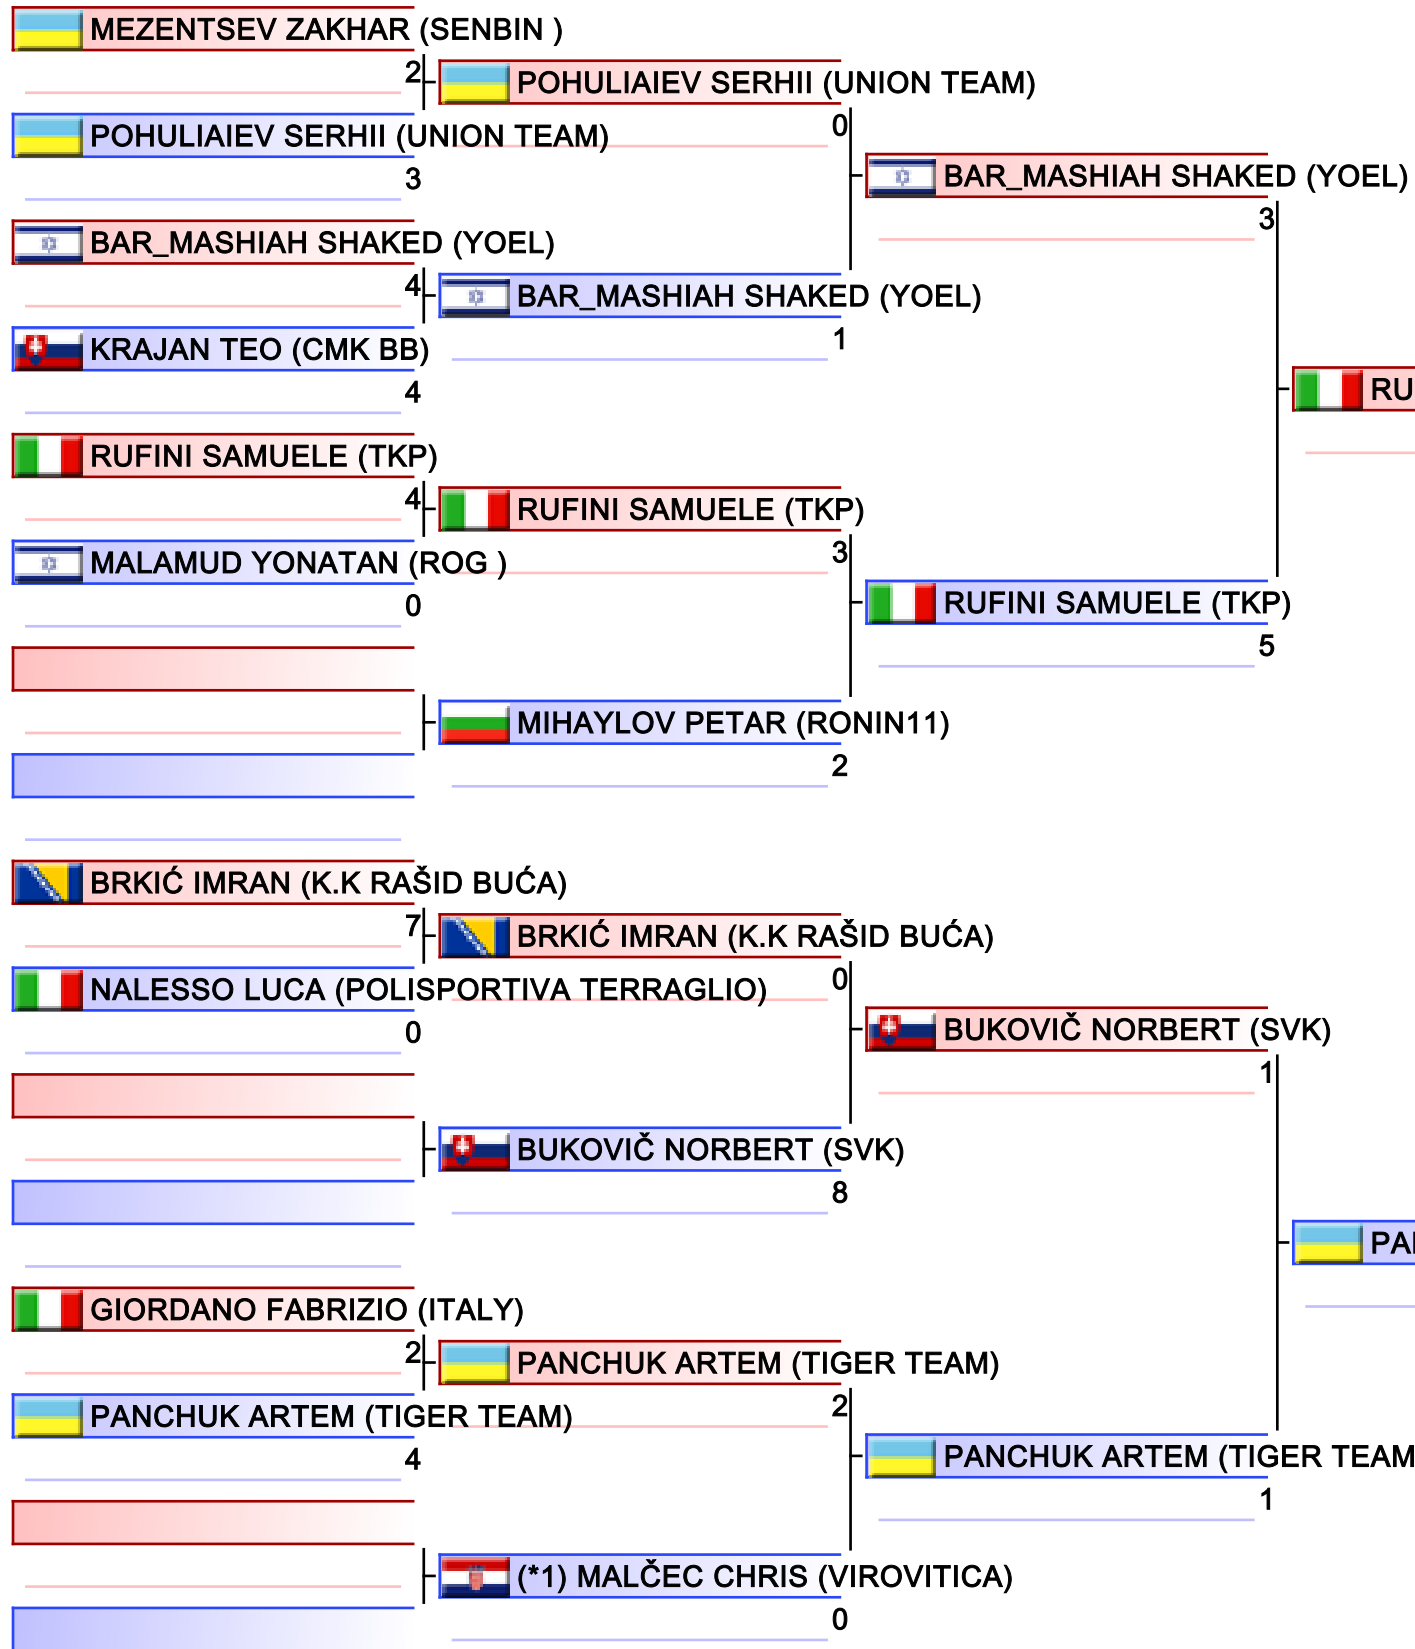 MEZENTSEV ZAKHAR (SENBIN )
2
POHULIAIEV SERHII (UNION TEAM)
POHULIAIEV SERHII (UNION TEAM)
0
3
BAR_MASHIAH SHAKED (YOEL)
3
BAR_MASHIAH SHAKED (YOEL)
4
BAR_MASHIAH SHAKED (YOEL)
1
KRAJAN TEO (CMK BB)
4
RU
RUFINI SAMUELE (TKP)
4
RUFINI SAMUELE (TKP)
3
MALAMUD YONATAN (ROG )
0
RUFINI SAMUELE (TKP)
5
MIHAYLOV PETAR (RONIN11)
2
BRKIĆ IMRAN (K.K RAŠID BUĆA)
7
BRKIĆ IMRAN (K.K RAŠID BUĆA)
0
NALESSO LUCA (POLISPORTIVA TERRAGLIO)
0
BUKOVIČ NORBERT (SVK)
1
BUKOVIČ NORBERT (SVK)
8
PA
GIORDANO FABRIZIO (ITALY)
2
PANCHUK ARTEM (TIGER TEAM)
2
PANCHUK ARTEM (TIGER TEAM)
4
PANCHUK ARTEM (TIGER TEAM
1
(*1) MALČEC CHRIS (VIROVITICA)
0